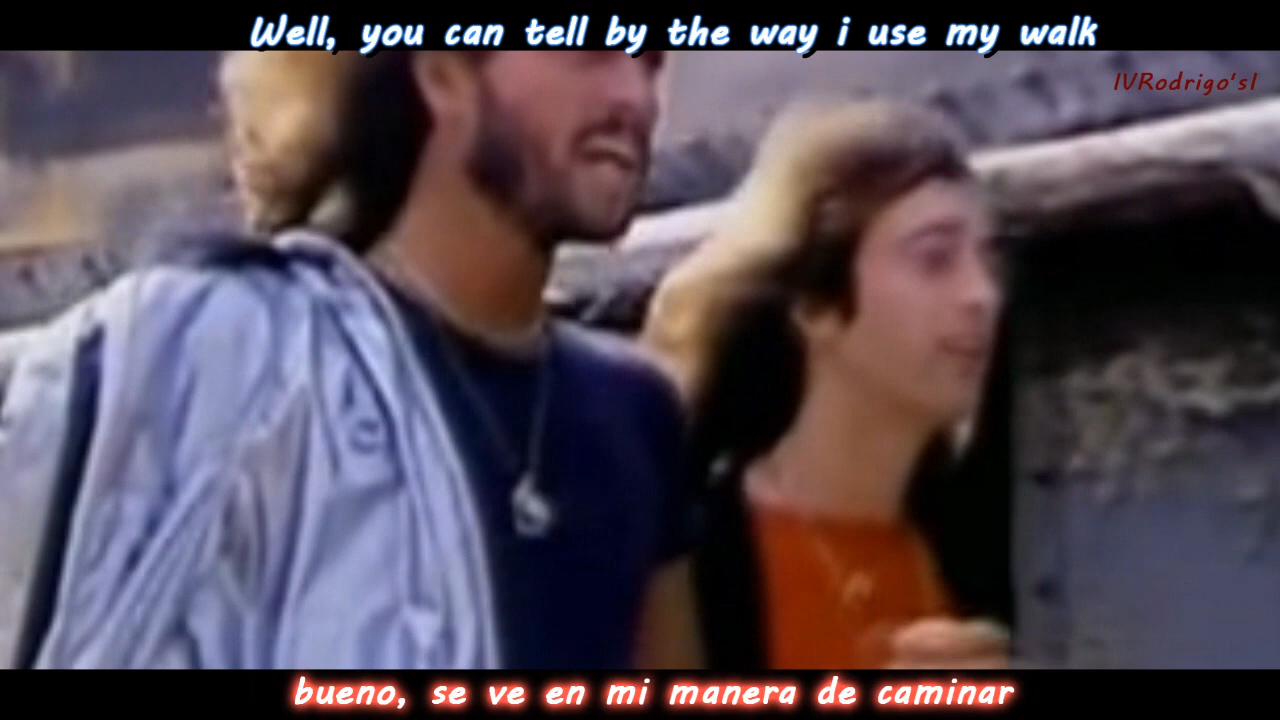 Well, you can tell by the way i use my walk
IVRodrigo'sI
bueno, se ve en mi manera de caminar